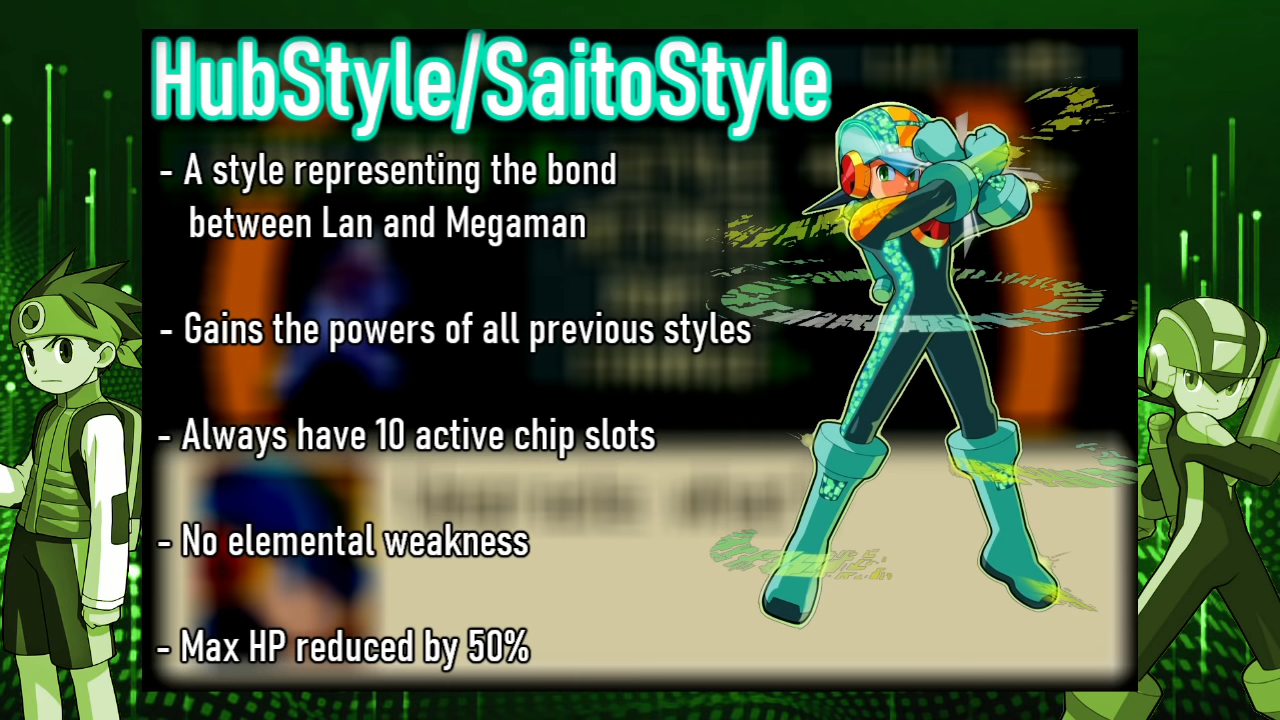 HubStyle/SaitoStyle
- A style representing the bond
between Lan and Megaman
- Gains the powers of all previous styles
- Always have 10 active chip slots
- No elemental weakness
- Max HP reduced by 50%